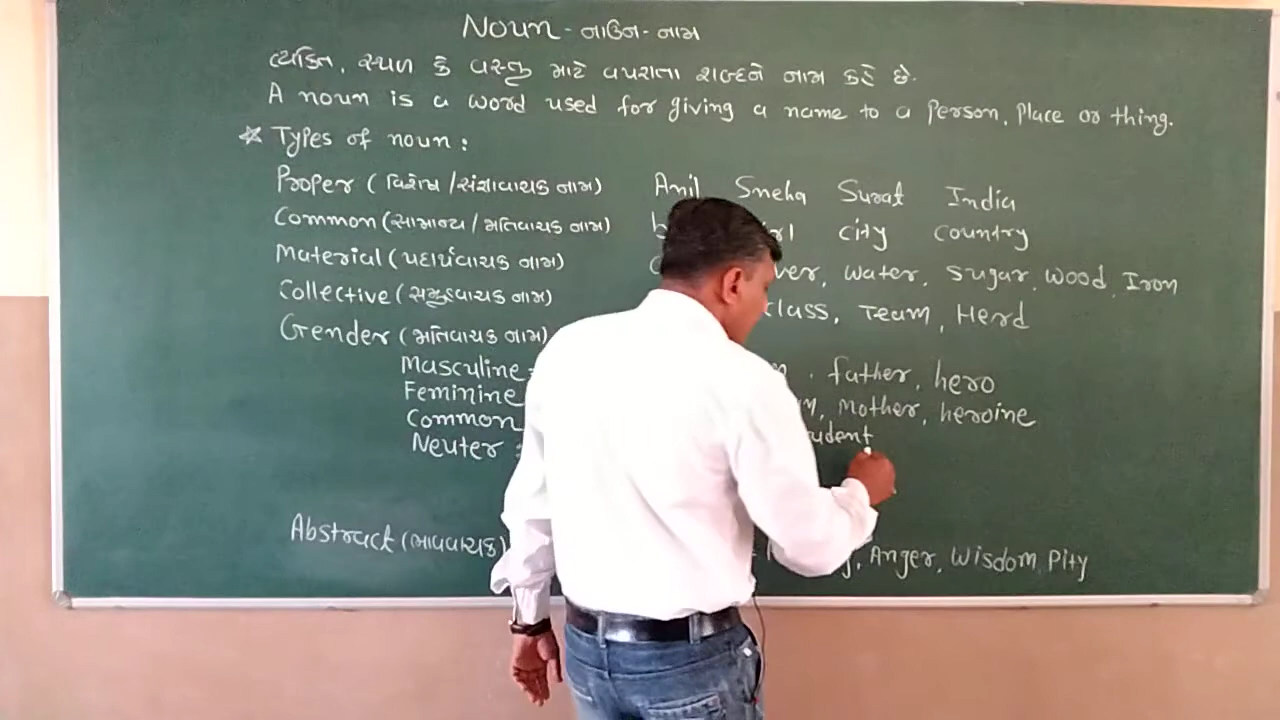 Noun - નાઉન - નામ
વ્યક્તિ, સ્થળ કે વસ્તુ માટે વપરાતા શબ્દને નામ કહે છે.
A noun is a word used for giving a name to a Person, Place or thing.
* Types of noun :
Proper ( વિશેષ / સંજ્ઞાવાચક નામ) Anil Sneha Surat India
Common (સામાન્ય / જાતિવાચક નામ) city country
Material (પદાર્થવાચક નામ) water, sugar, wood, Iron
Collective (સમુહવાચક નામ) class, Team, Herd
Gender (જાતિવાચક નામ)
Masculine father, hero
Feminine Mother, heroine
Common
Neuter
Abstract (ભાવવાચક) Anger, Wisdom, Pity